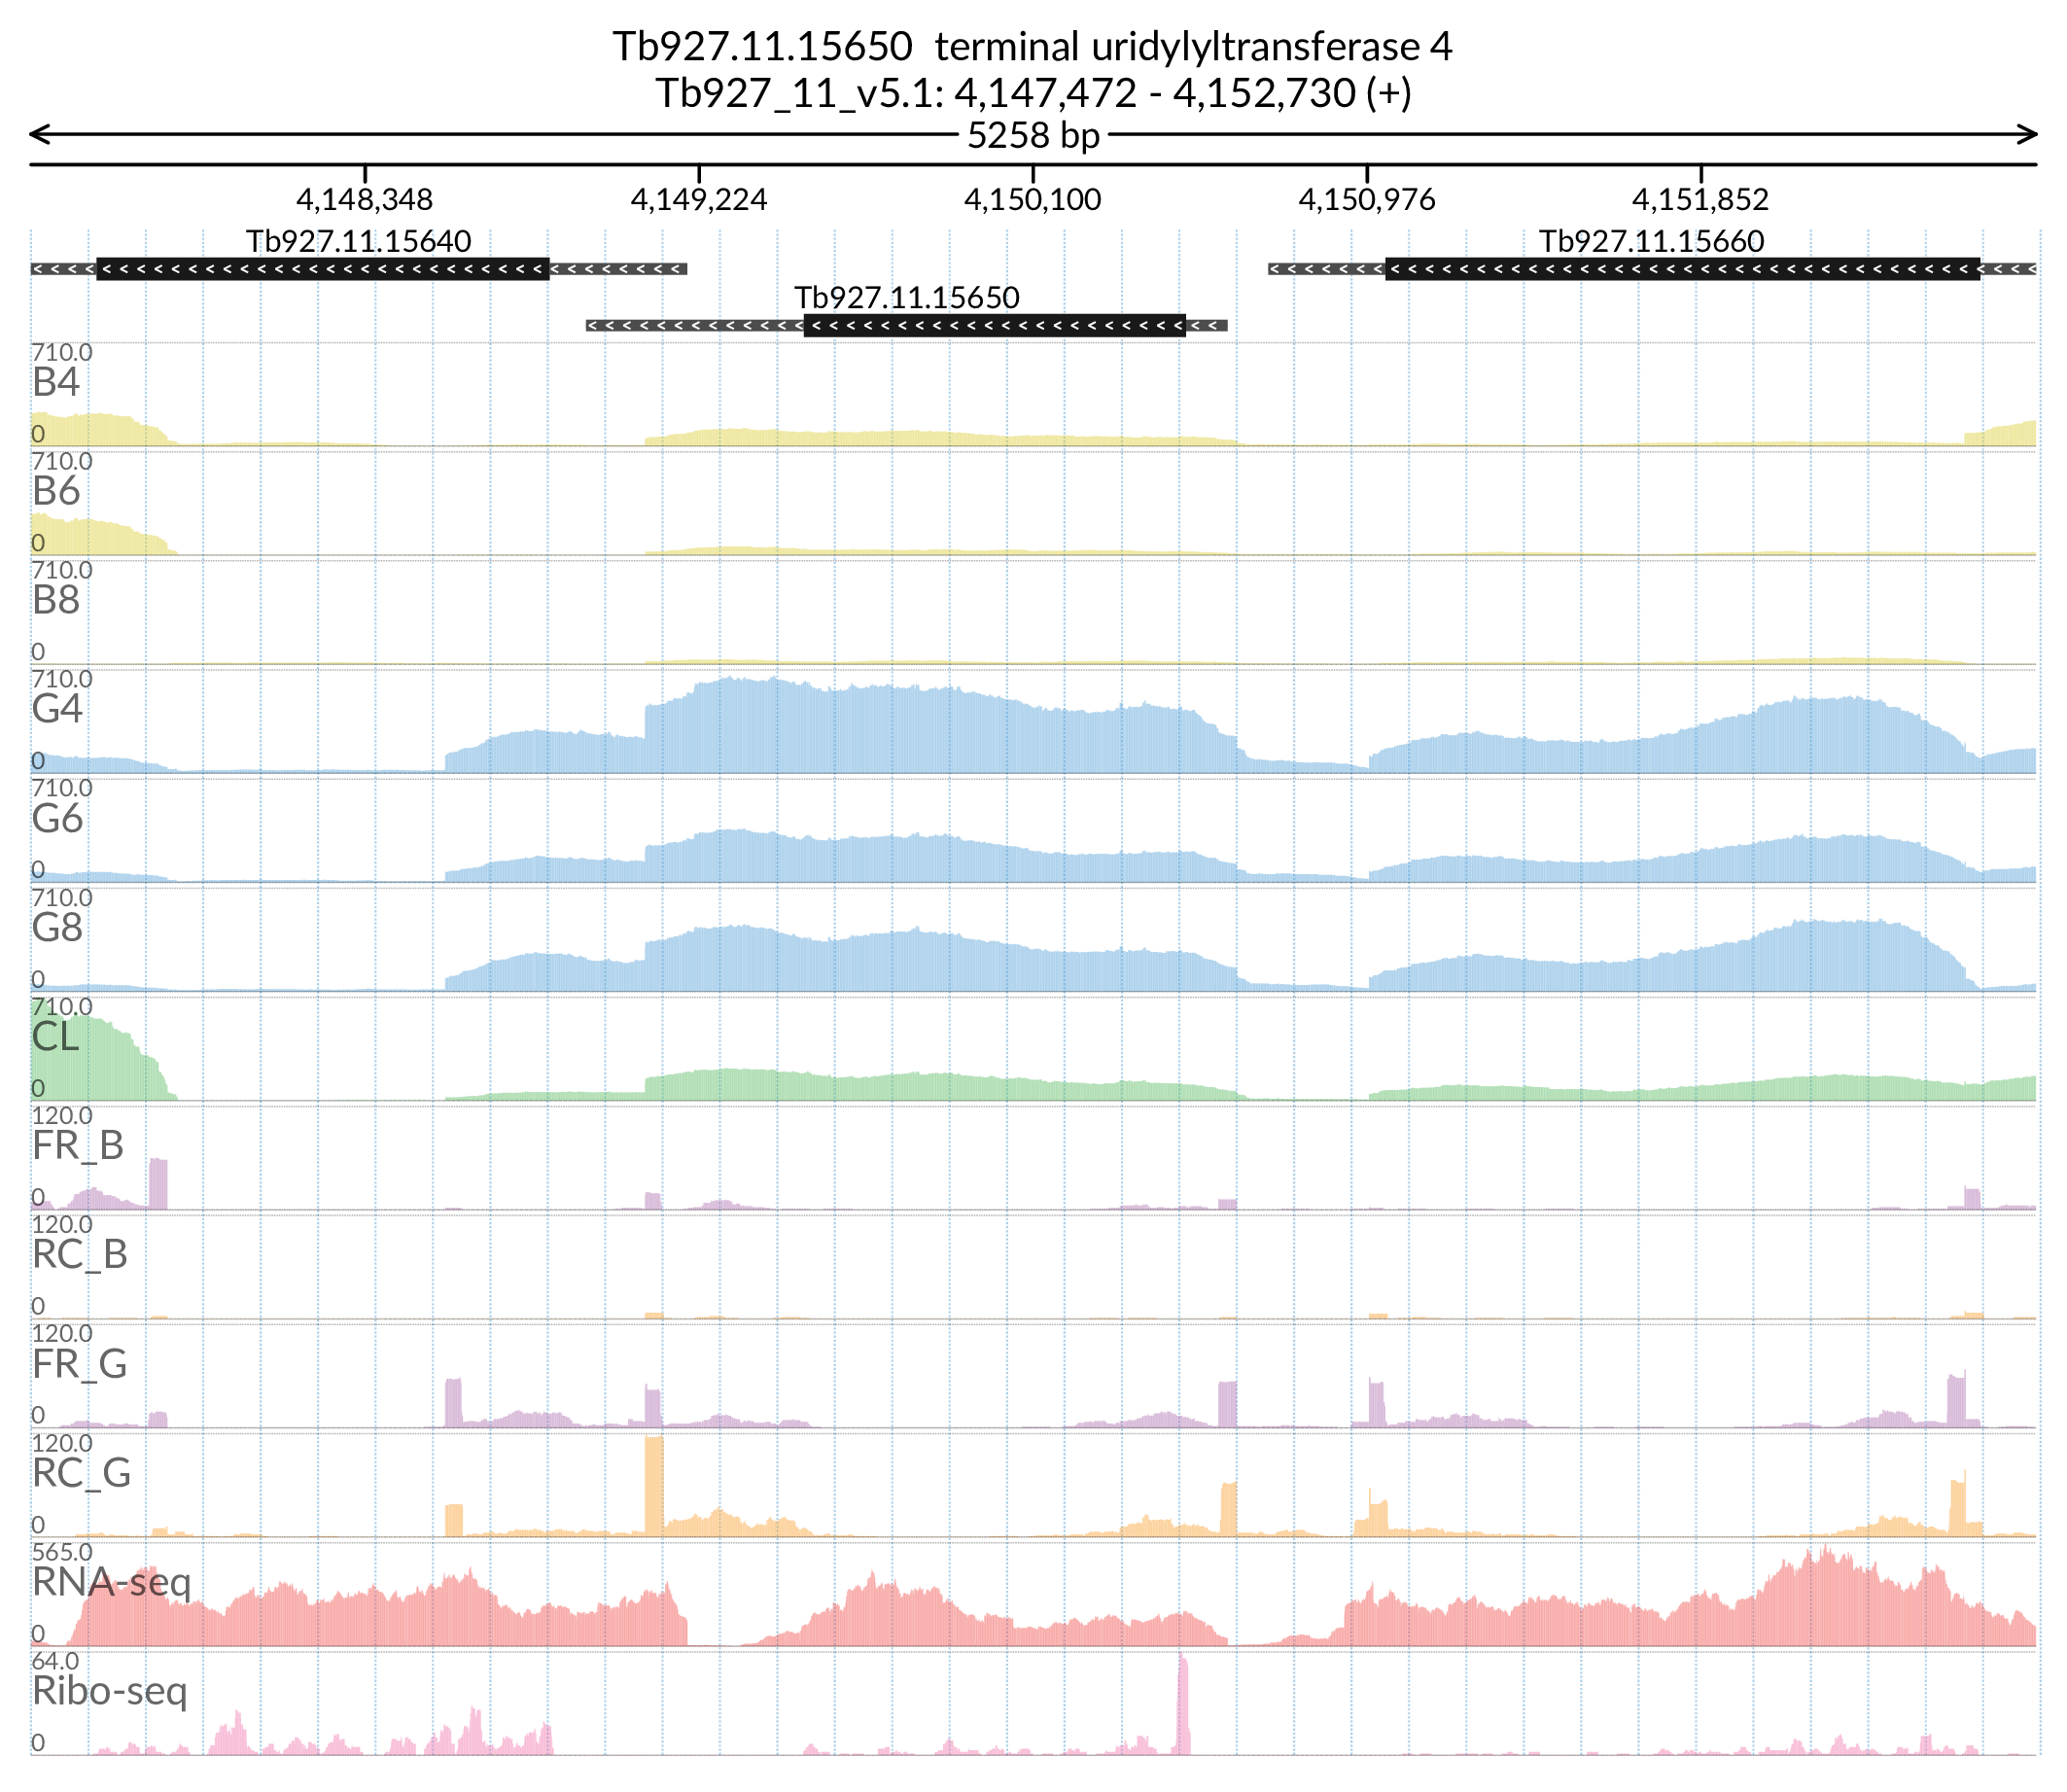 Tb927.11.15650 terminal uridylyltransferase 4
Tb927_11_v5.1: 4,147,472 - 4,152,730 (+)
5258 bp
4,148,348 4,149,224 4,150,100 4,150,976 4,151,852
Tb927.11.15640 Tb927.11.15660
Tb927.11.15650
710.0
B4
0
710.0
B6
0
710.0
B8
0
710.0
G4
0
710.0
G6
0
710.0
G8
0
710.0
CL
0
120.0
FR_B
0
120.0
RC_B
0
120.0
FR_G
0
120.0
RC_G
0
565.0
RNA-seq
0
64.0
Ribo-seq
0